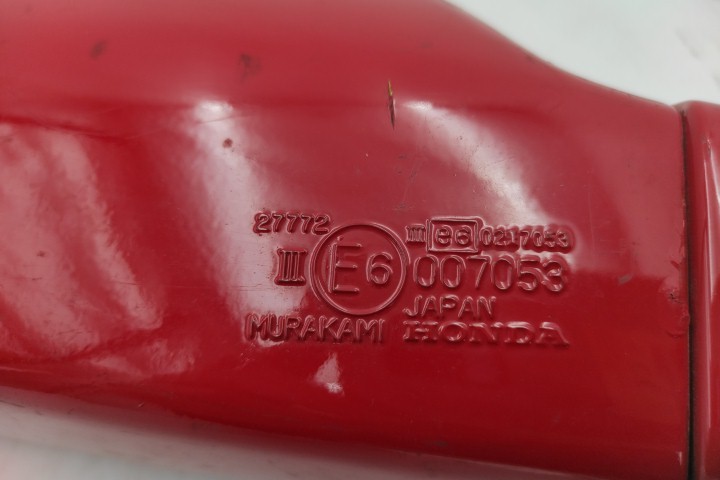 27772 III e6 0217053
III E6 007053
JAPAN
MURAKAMI HONDA